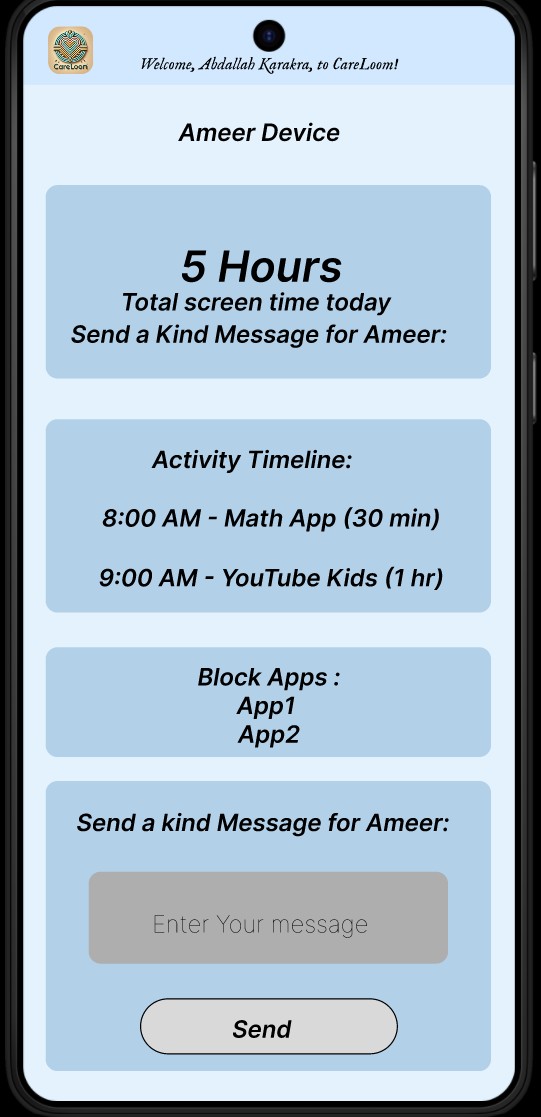 CareLoom
Welcome, Abdallah Karakra, to CareLoom!
Ameer Device
5 Hours
Total screen time today
Send a Kind Message for Ameer:
Activity Timeline:
8:00 AM - Math App (30 min)
9:00 AM - YouTube Kids (1 hr)
Block Apps :
App1
App2
Send a kind Message for Ameer:
Enter Your message
Send